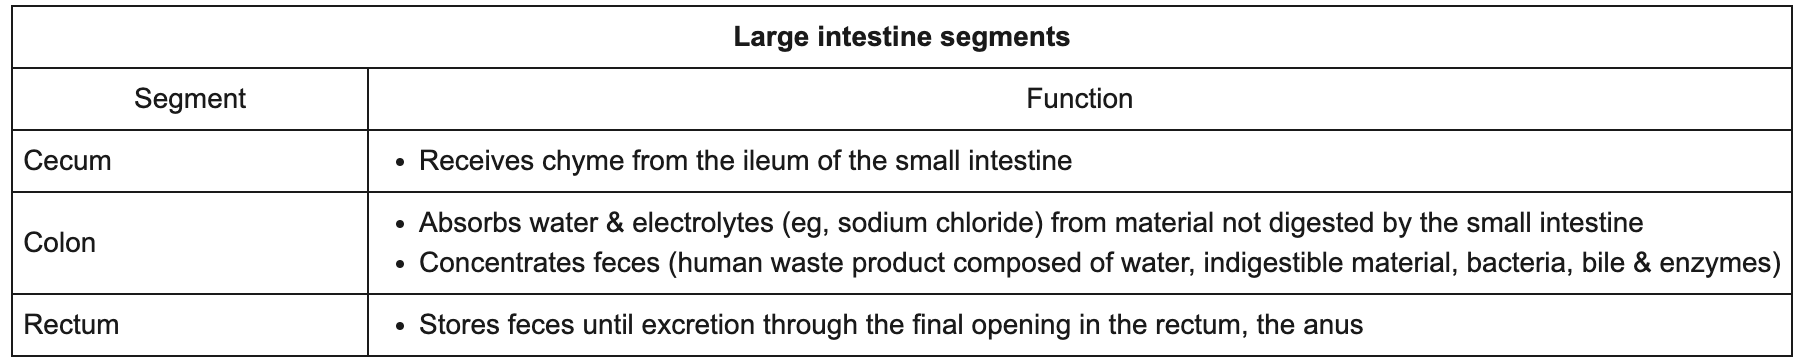 Large intestine segments
Segment
Function
Cecum
• Receives chyme from the ileum of the small intestine
Colon
• Absorbs water & electrolytes (eg, sodium chloride) from material not digested by the small intestine
• Concentrates feces (human waste product composed of water, indigestible material, bacteria, bile & enzymes)
Rectum
• Stores feces until excretion through the final opening in the rectum, the anus